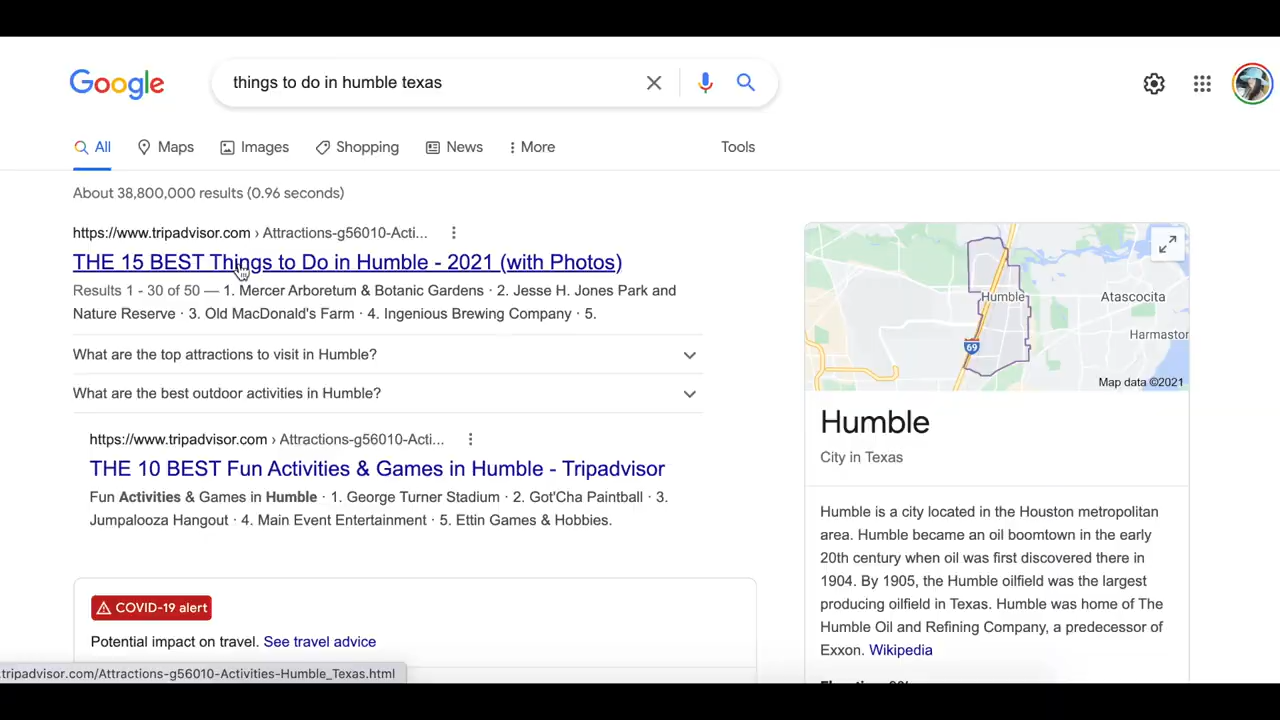 Google
things to do in humble texas
All
Maps
Images
Shopping
News
More
Tools
About 38,800,000 results (0.96 seconds)
https://www.tripadvisor.com › Attractions-g56010-Acti...
THE 15 BEST Things to Do in Humble - 2021 (with Photos)
Results 1 - 30 of 50 — 1. Mercer Arboretum & Botanic Gardens · 2. Jesse H. Jones Park and
Nature Reserve · 3. Old MacDonald's Farm · 4. Ingenious Brewing Company · 5.
What are the top attractions to visit in Humble?
What are the best outdoor activities in Humble?
https://www.tripadvisor.com › Attractions-g56010-Acti...
THE 10 BEST Fun Activities & Games in Humble - Tripadvisor
Fun Activities & Games in Humble · 1. George Turner Stadium · 2. Got'Cha Paintball · 3.
Jumpalooza Hangout · 4. Main Event Entertainment · 5. Ettin Games & Hobbies.
COVID-19 alert
Potential impact on travel. See travel advice
.tripadvisor.com/Attractions-g56010-Activities-Humble_Texas.html
Humble
Atascocita
Harmaston
69
Map data ©2021
Humble
City in Texas
Humble is a city located in the Houston metropolitan
area. Humble became an oil boomtown in the early
20th century when oil was first discovered there in
1904. By 1905, the Humble oilfield was the largest
producing oilfield in Texas. Humble was home of The
Humble Oil and Refining Company, a predecessor of
Exxon. Wikipedia